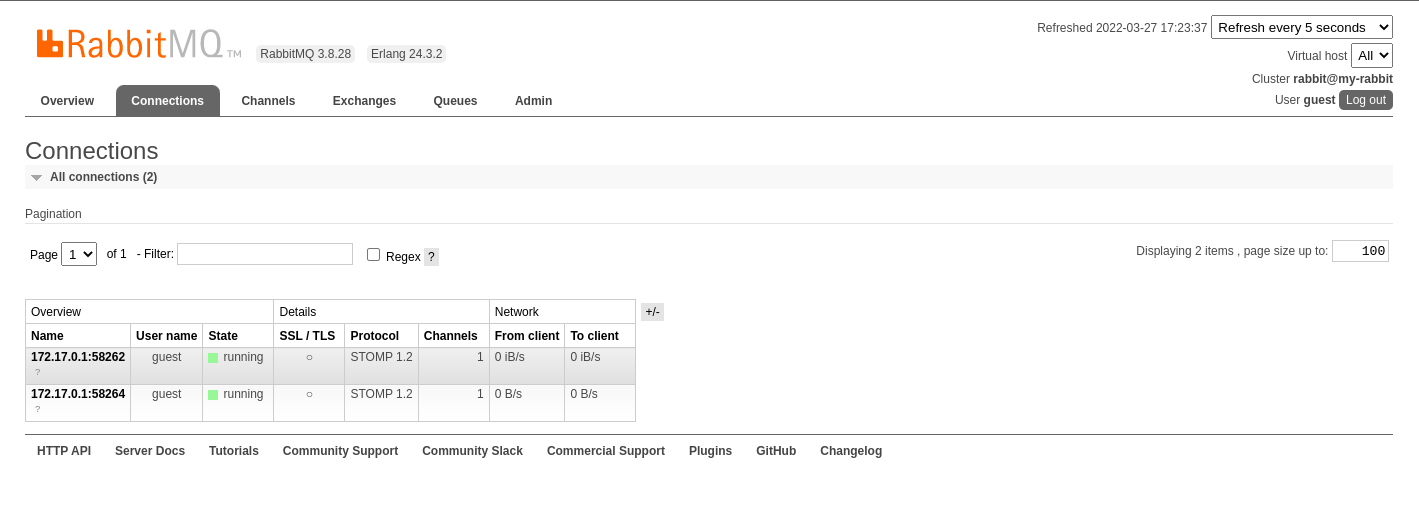 RabbitMQ TM RabbitMQ 3.8.28 Erlang 24.3.2
Refreshed 2022-03-27 17:23:37 Refresh every 5 seconds
Virtual host All
Cluster rabbit@my-rabbit
User guest Log out
Overview Connections Channels Exchanges Queues Admin
Connections
All connections (2)
Pagination
Page 1 of 1 - Filter: Regex ? Displaying 2 items , page size up to: 100
Overview Details Network +/-
Name User name State SSL / TLS Protocol Channels From client To client
172.17.0.1:58262 guest running ○ STOMP 1.2 1 0 iB/s 0 iB/s
?
172.17.0.1:58264 guest running ○ STOMP 1.2 1 0 B/s 0 B/s
?
HTTP API Server Docs Tutorials Community Support Community Slack Commercial Support Plugins GitHub Changelog